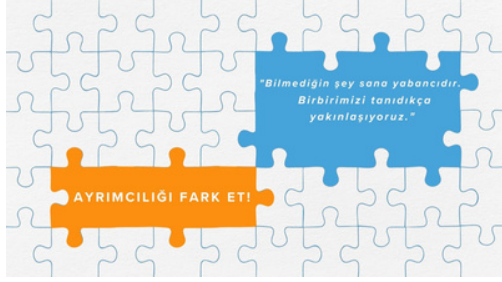 "Bilmediğin şey sana yabancıdır.
Birbirimizi tanıdıkça
yakınlaşıyoruz."
AYRIMCILIĞI FARK ET!